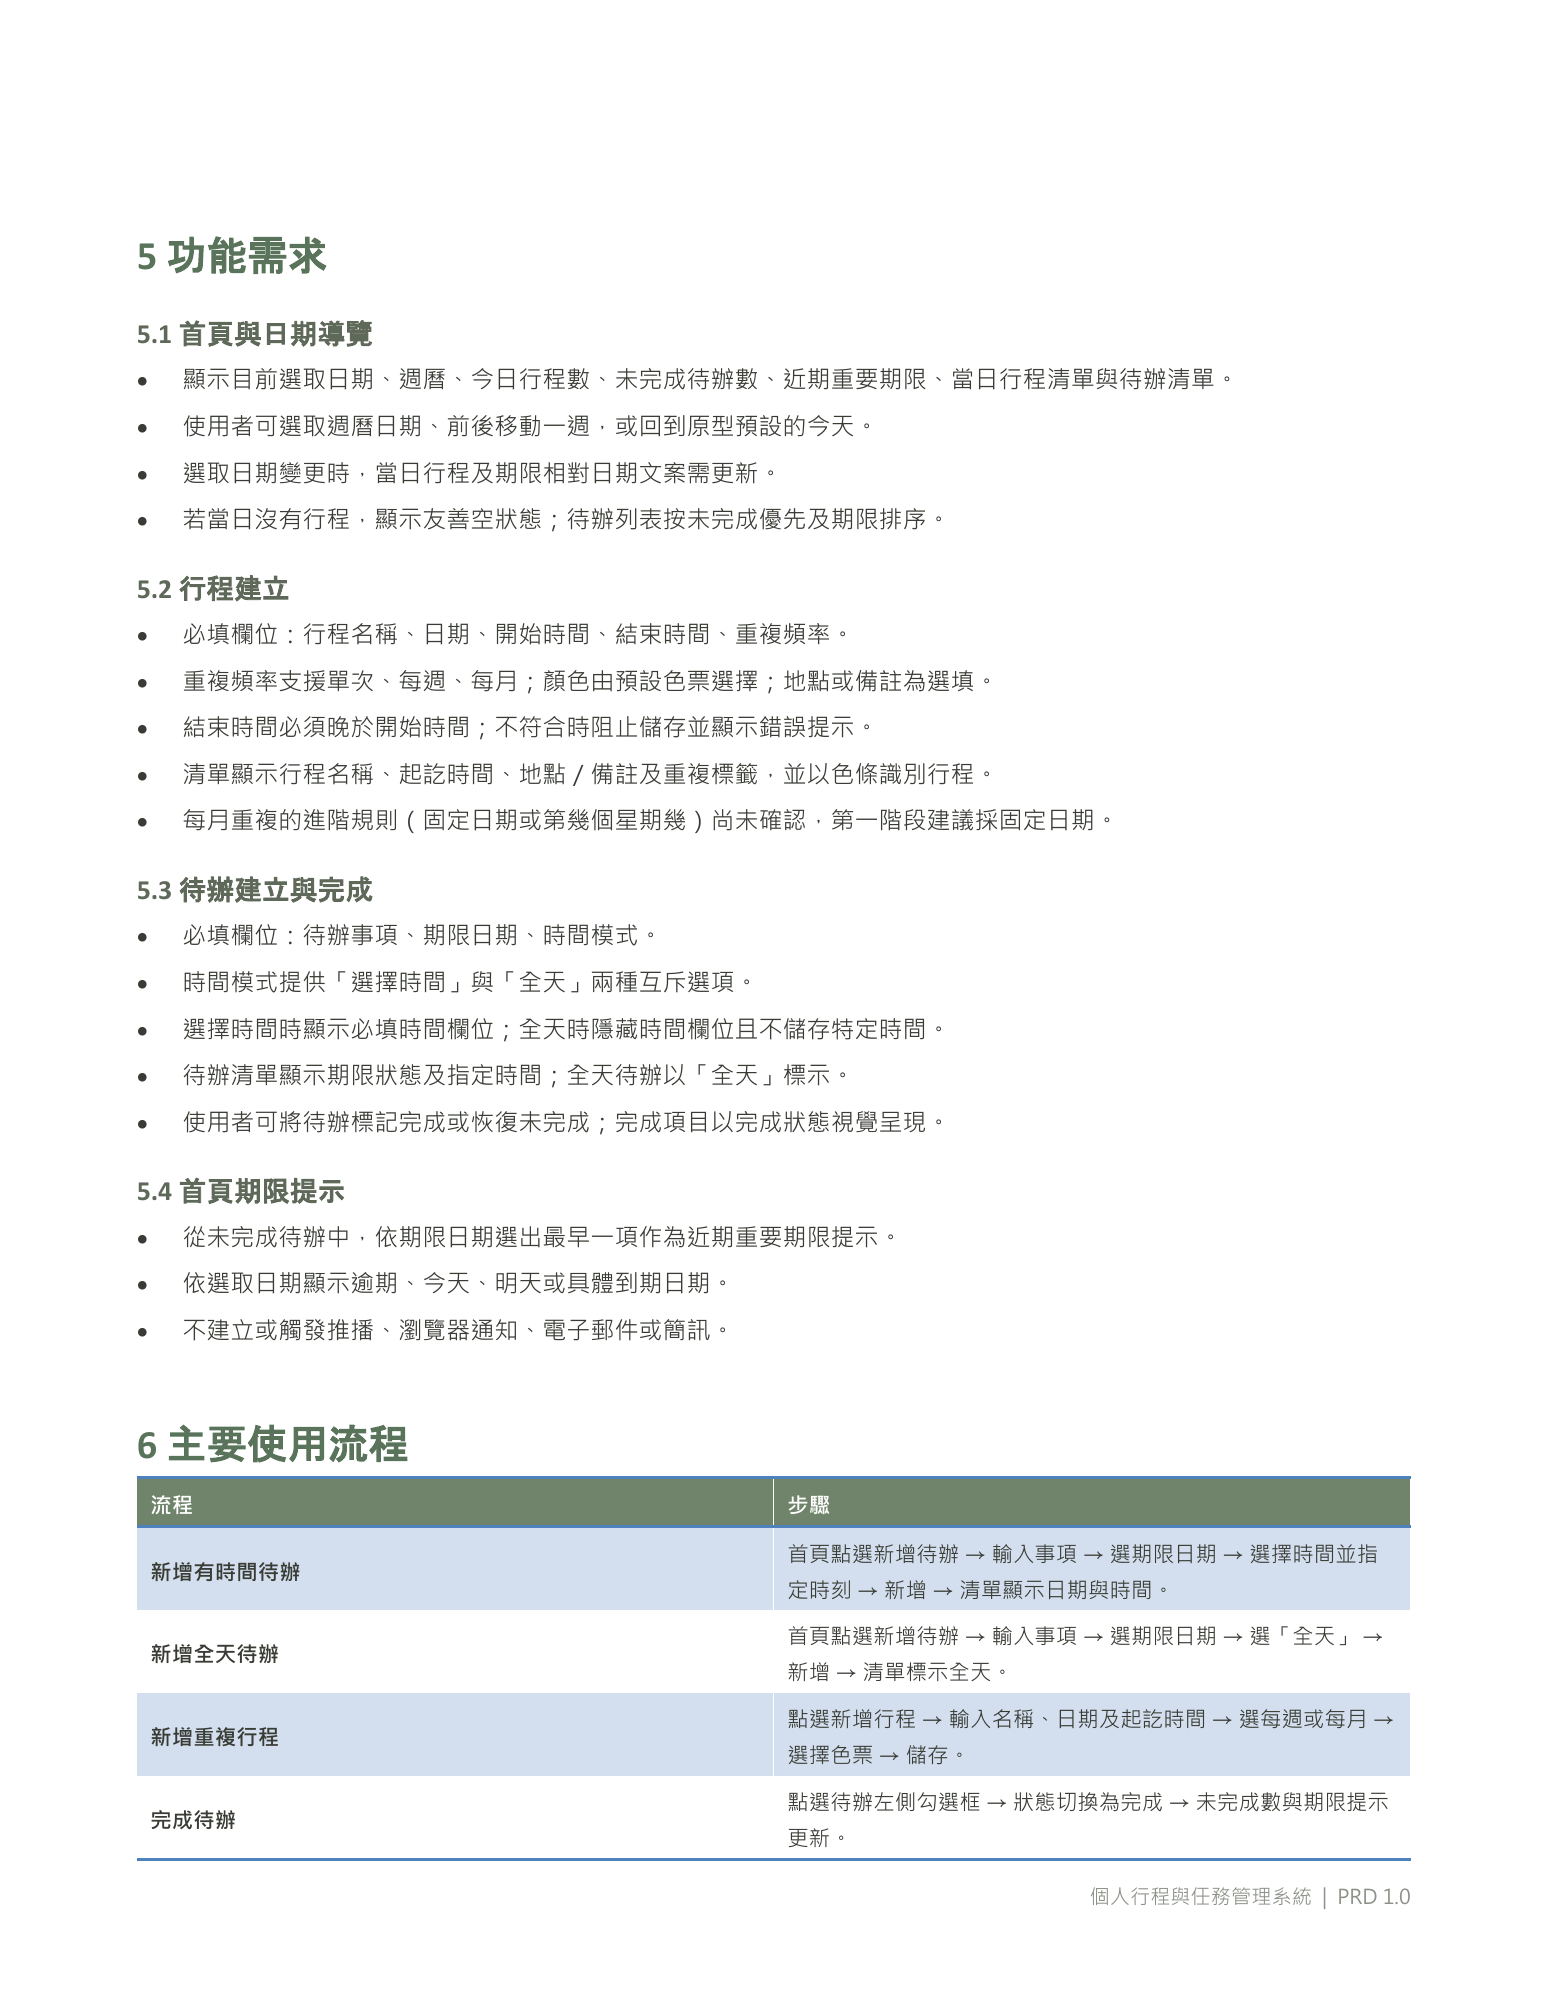 5 功能需求
5.1 首頁與日期導覽
● 顯示目前選取日期、週曆、今日行程數、未完成待辦數、近期重要期限、當日行程清單與待辦清單。
● 使用者可選取週曆日期、前後移動一週，或回到原型預設的今天。
● 選取日期變更時，當日行程及期限相對日期文案需更新。
● 若當日沒有行程，顯示友善空狀態；待辦列表按未完成優先及期限排序。
5.2 行程建立
● 必填欄位：行程名稱、日期、開始時間、結束時間、重複頻率。
● 重複頻率支援單次、每週、每月；顏色由預設色票選擇；地點或備註為選填。
● 結束時間必須晚於開始時間；不符合時阻止儲存並顯示錯誤提示。
● 清單顯示行程名稱、起訖時間、地點／備註及重複標籤，並以色條識別行程。
● 每月重複的進階規則（固定日期或第幾個星期幾）尚未確認，第一階段建議採固定日期。
5.3 待辦建立與完成
● 必填欄位：待辦事項、期限日期、時間模式。
● 時間模式提供「選擇時間」與「全天」兩種互斥選項。
● 選擇時間時顯示必填時間欄位；全天時隱藏時間欄位且不儲存特定時間。
● 待辦清單顯示期限狀態及指定時間；全天待辦以「全天」標示。
● 使用者可將待辦標記完成或恢復未完成；完成項目以完成狀態視覺呈現。
5.4 首頁期限提示
● 從未完成待辦中，依期限日期選出最早一項作為近期重要期限提示。
● 依選取日期顯示逾期、今天、明天或具體到期日期。
● 不建立或觸發推播、瀏覽器通知、電子郵件或簡訊。
6 主要使用流程
流程 步驟
新增有時間待辦 首頁點選新增待辦 → 輸入事項 → 選期限日期 → 選擇時間並指
定時刻 → 新增 → 清單顯示日期與時間。
新增全天待辦 首頁點選新增待辦 → 輸入事項 → 選期限日期 → 選「全天」 →
新增 → 清單標示全天。
新增重複行程 點選新增行程 → 輸入名稱、日期及起訖時間 → 選每週或每月 →
選擇色票 → 儲存。
完成待辦 點選待辦左側勾選框 → 狀態切換為完成 → 未完成數與期限提示
更新。
個人行程與任務管理系統 | PRD 1.0